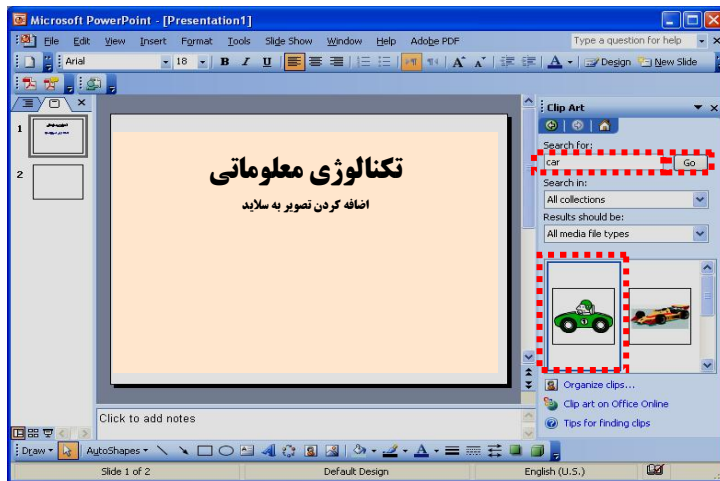 Microsoft PowerPoint - [Presentation1]
File Edit View Insert Format Tools Slide Show Window Help Adobe PDF Type a question for help
Arial 18 B I U A A A Design New Slide
Clip Art
Search for:
car Go
Search in:
All collections
Results should be:
All media file types
1
2
تکنالوژی معلوماتی
اضافه کردن تصویر به سلاید
Organize clips...
Clip art on Office Online
Tips for finding clips
Click to add notes
Draw AutoShapes A
Slide 1 of 2 Default Design English (U.S.)